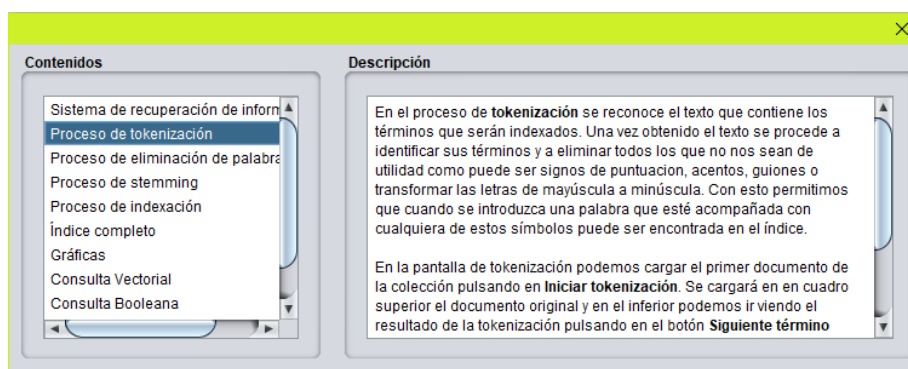 Contenidos
Sistema de recuperación de inform
Proceso de tokenización
Proceso de eliminación de palabra
Proceso de stemming
Proceso de indexación
Índice completo
Gráficas
Consulta Vectorial
Consulta Booleana
Descripción
En el proceso de tokenización se reconoce el texto que contiene los
términos que serán indexados. Una vez obtenido el texto se procede a
identificar sus términos y a eliminar todos los que no nos sean de
utilidad como puede ser signos de puntuacion, acentos, guiones o
transformar las letras de mayúscula a minúscula. Con esto permitimos
que cuando se introduzca una palabra que esté acompañada con
cualquiera de estos símbolos puede ser encontrada en el índice.
En la pantalla de tokenización podemos cargar el primer documento de
la colección pulsando en Iniciar tokenización. Se cargará en en cuadro
superior el documento original y en el inferior podemos ir viendo el
resultado de la tokenización pulsando en el botón Siguiente término